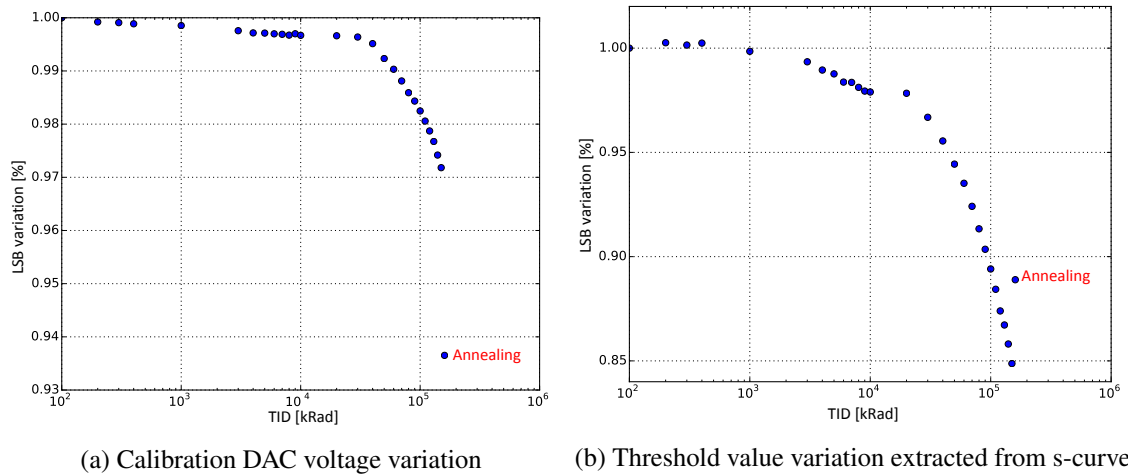 1.00
0.99
0.98
0.97
0.96
0.95
0.94
0.93
LSB variation [%]
Annealing
10² 10³ 10⁴ 10⁵ 10⁶
TID [kRad]
(a) Calibration DAC voltage variation
1.00
0.95
0.90
0.85
LSB variation [%]
Annealing
10² 10³ 10⁴ 10⁵ 10⁶
TID [kRad]
(b) Threshold value variation extracted from s-curve